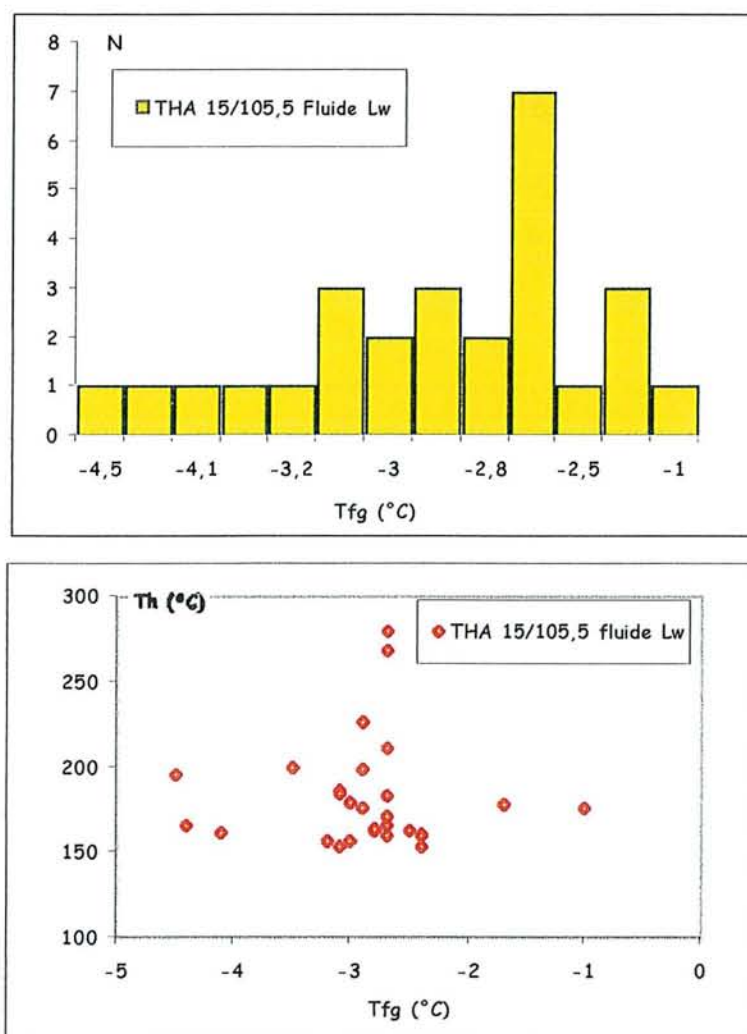 N
8
7
6
5
4
3
2
1
0
THA 15/105,5 Fluide Lw
-4,5 -4,1 -3,2 -3 -2,8 -2,5 -1
Tfg (°C)
Th (°C)
300
250
200
150
100
THA 15/105,5 fluide Lw
-5 -4 -3 -2 -1 0
Tfg (°C)